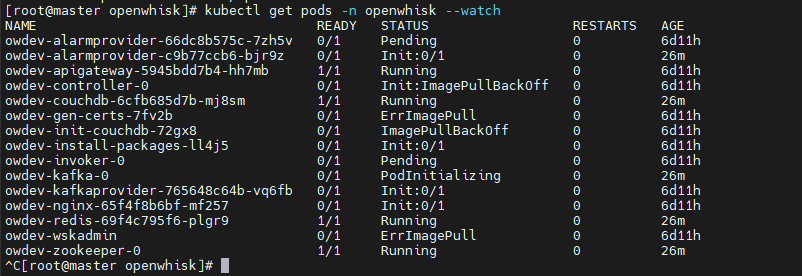 [root@master openwhisk]# kubectl get pods -n openwhisk --watch
NAME READY STATUS RESTARTS AGE
owdev-alarmprovider-66dc8b575c-7zh5v 0/1 Pending 0 6d11h
owdev-alarmprovider-c9b77ccb6-bjr9z 0/1 Init:0/1 0 26m
owdev-apigateway-5945bdd7b4-hh7mb 1/1 Running 0 6d11h
owdev-controller-0 0/1 Init:ImagePullBackOff 0 6d11h
owdev-couchdb-6cfb685d7b-mj8sm 1/1 Running 0 26m
owdev-gen-certs-7fv2b 0/1 ErrImagePull 0 6d11h
owdev-init-couchdb-72gx8 0/1 ImagePullBackOff 0 6d11h
owdev-install-packages-ll4j5 0/1 Init:0/1 0 6d11h
owdev-invoker-0 0/1 Pending 0 6d11h
owdev-kafka-0 0/1 PodInitializing 0 26m
owdev-kafkaprovider-765648c64b-vq6fb 0/1 Init:0/1 0 6d11h
owdev-nginx-65f4f8b6bf-mf257 0/1 Init:0/1 0 6d11h
owdev-redis-69f4c795f6-plgr9 1/1 Running 0 26m
owdev-wskadmin 0/1 ErrImagePull 0 6d11h
owdev-zookeeper-0 1/1 Running 0 26m
^C[root@master openwhisk]#